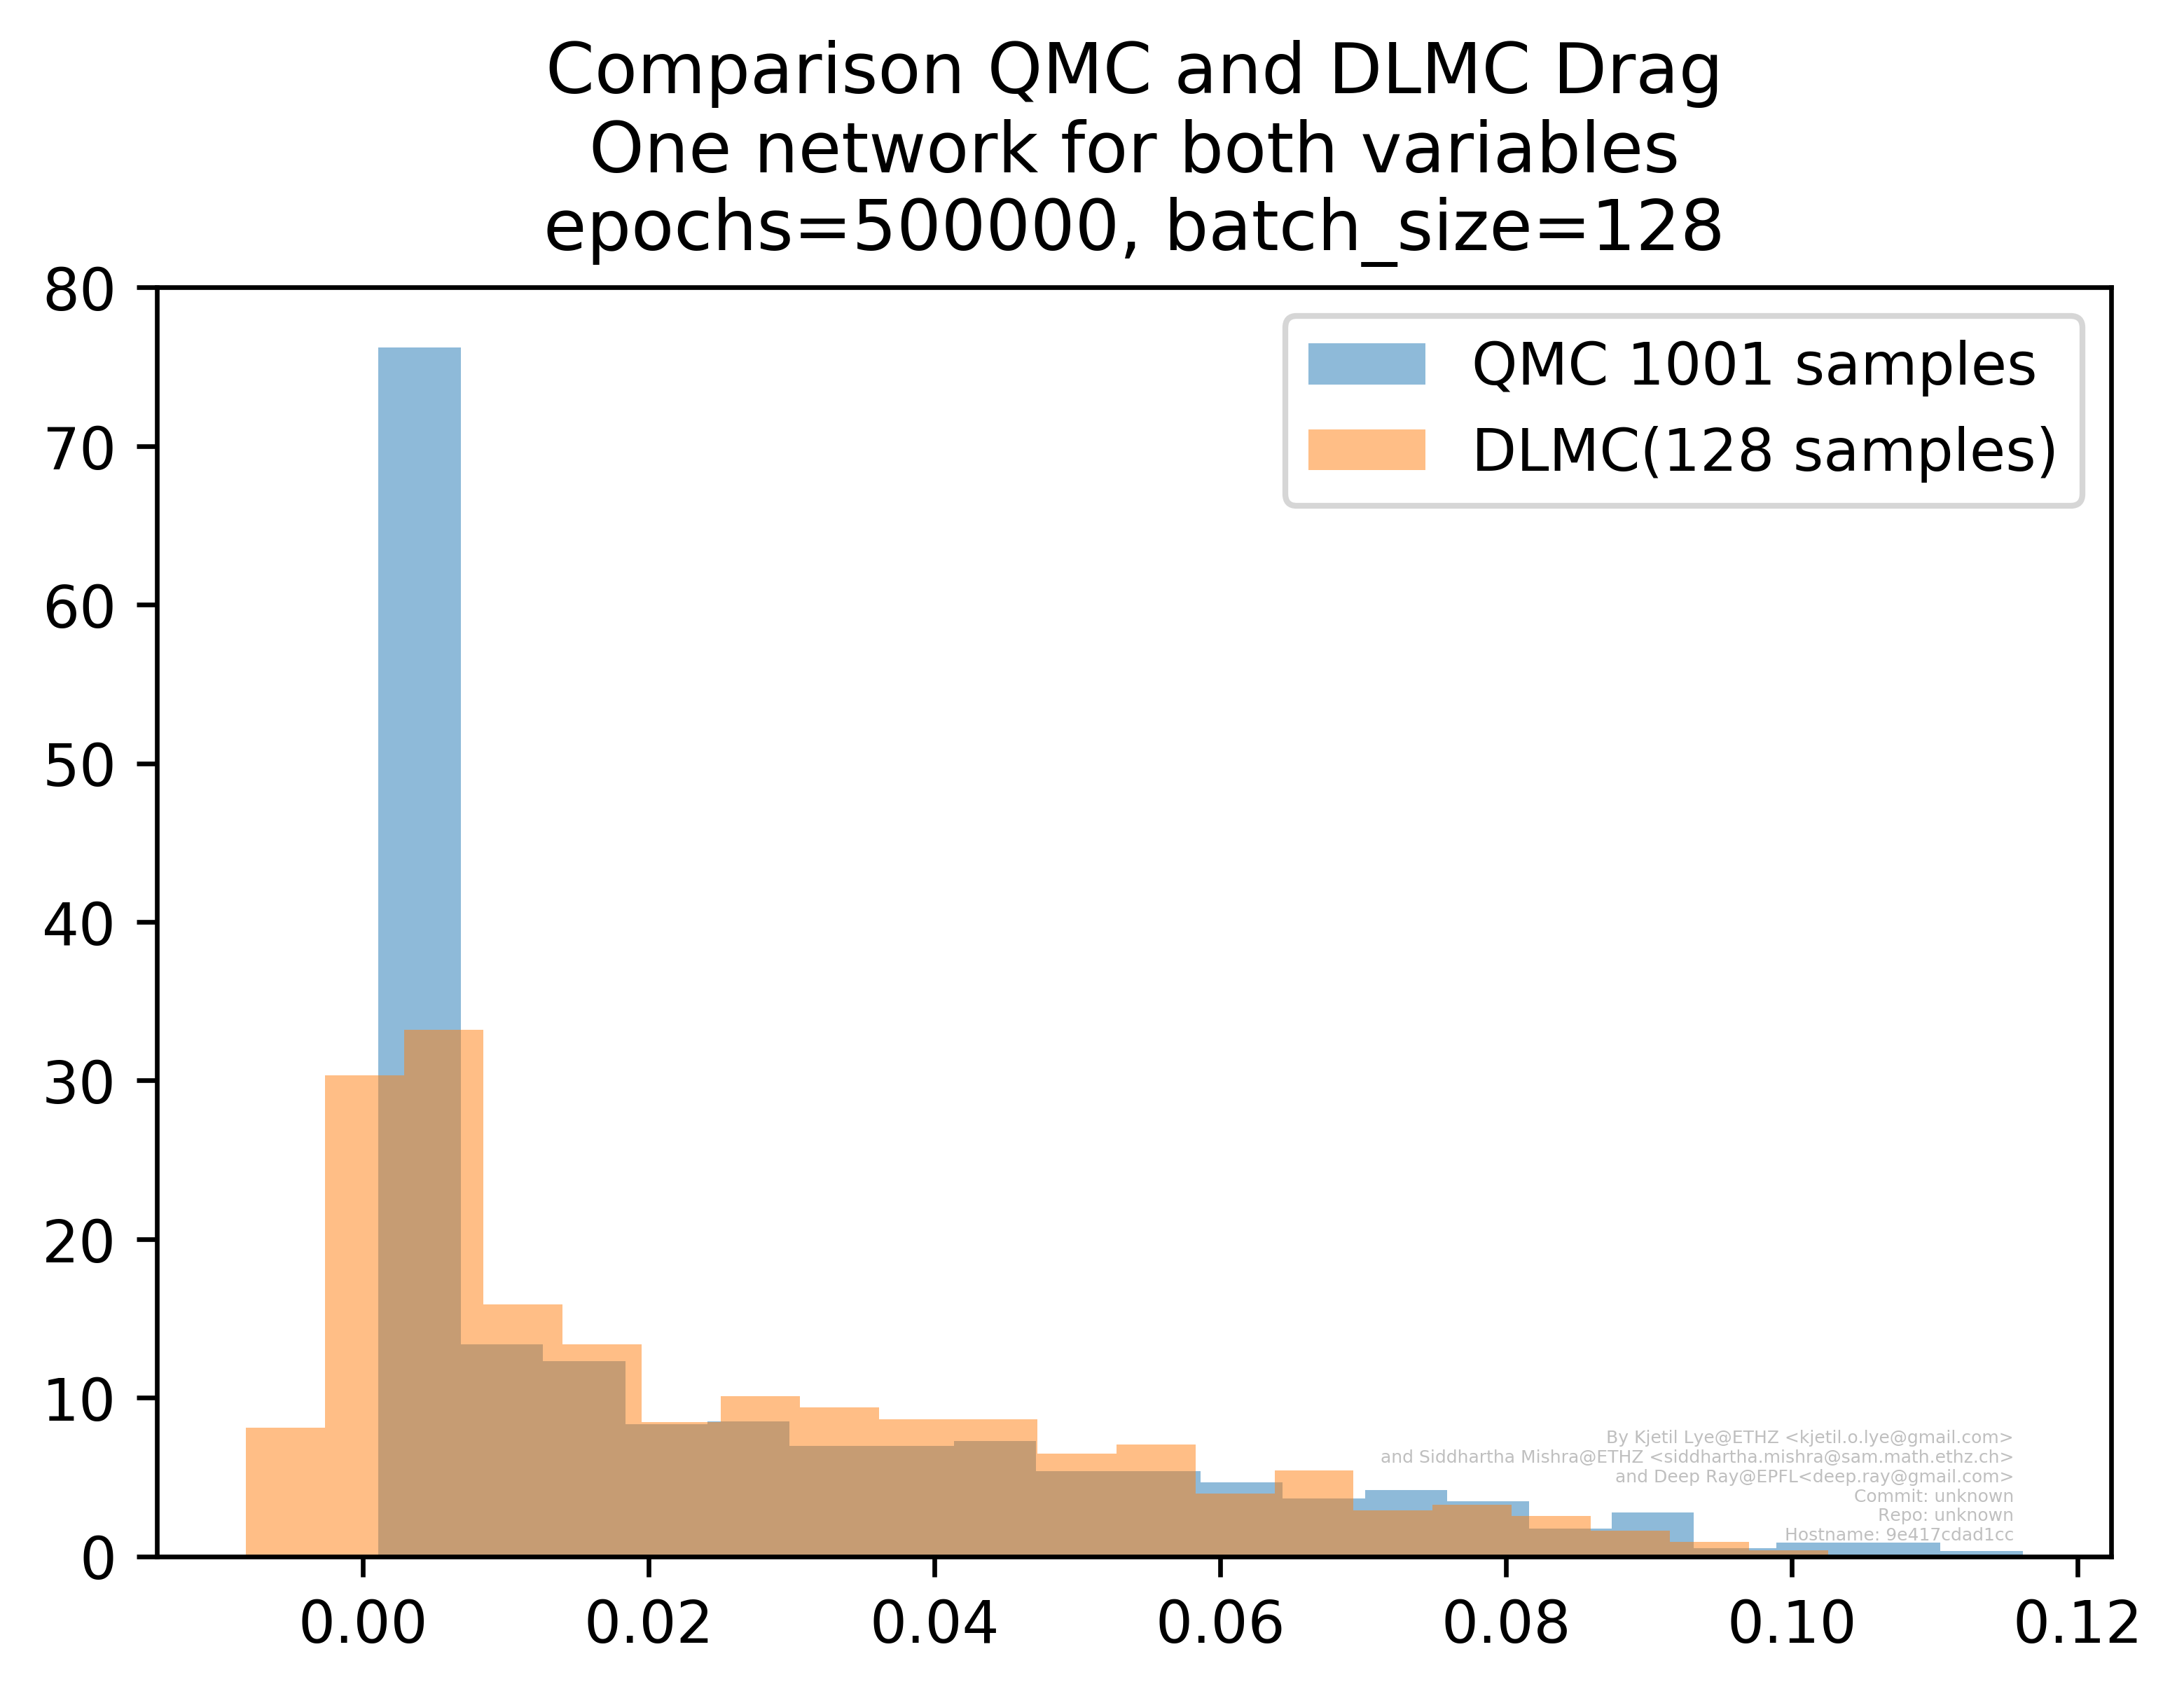 Comparison QMC and DLMC Drag
One network for both variables
epochs=500000, batch_size=128
80
70
60
50
40
30
20
10
0
QMC 1001 samples
DLMC(128 samples)
By Kjetil Lye@ETHZ <kjetil.o.lye@gmail.com>
and Siddhartha Mishra@ETHZ <siddhartha.mishra@sam.math.ethz.ch>
and Deep Ray@EPFL<deep.ray@gmail.com>
Commit: unknown
Repo: unknown
Hostname: 9e417cdad1cc
0.00 0.02 0.04 0.06 0.08 0.10 0.12